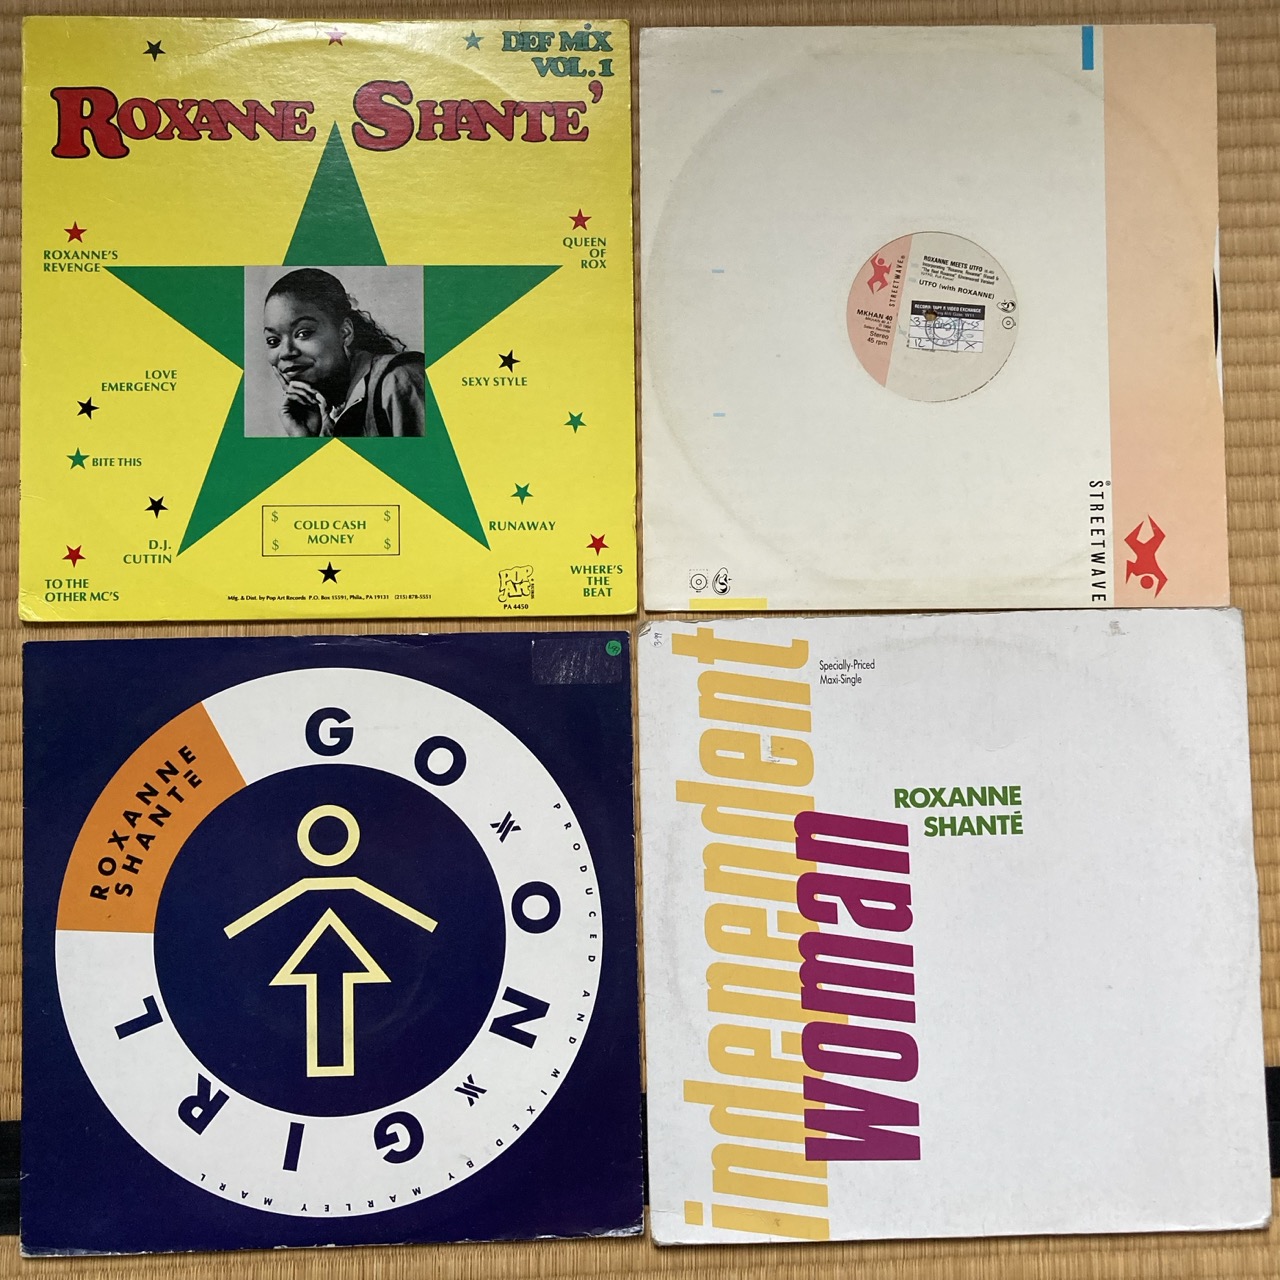 DEF MIX
VOL. 1
ROXANNE SHANTE'
ROXANNE'S
REVENGE
QUEEN
OF
ROX
LOVE
EMERGENCY
SEXY STYLE
BITE THIS
D.J.
CUTTIN
$ $
COLD CASH
MONEY
$ $
RUNAWAY
TO THE
OTHER MC'S
WHERE'S
THE
BEAT
Mfg. & Dist. by Pop Art Records P.O. Box 15591, Phila., PA 19131 (215) 878-5551
POP
ART
PA 4450
ROXANNE MEETS UTFO
UTFO (with ROXANNE)
STREETWAVE
MKHAN 40
Stereo
45 rpm
STREETWAVE
ROXANNE
SHANTÉ
GO ON GIRL
PRODUCED AND MIXED BY MARLEY MARL
independent
woman
Specially-Priced
Maxi-Single
ROXANNE
SHANTÉ